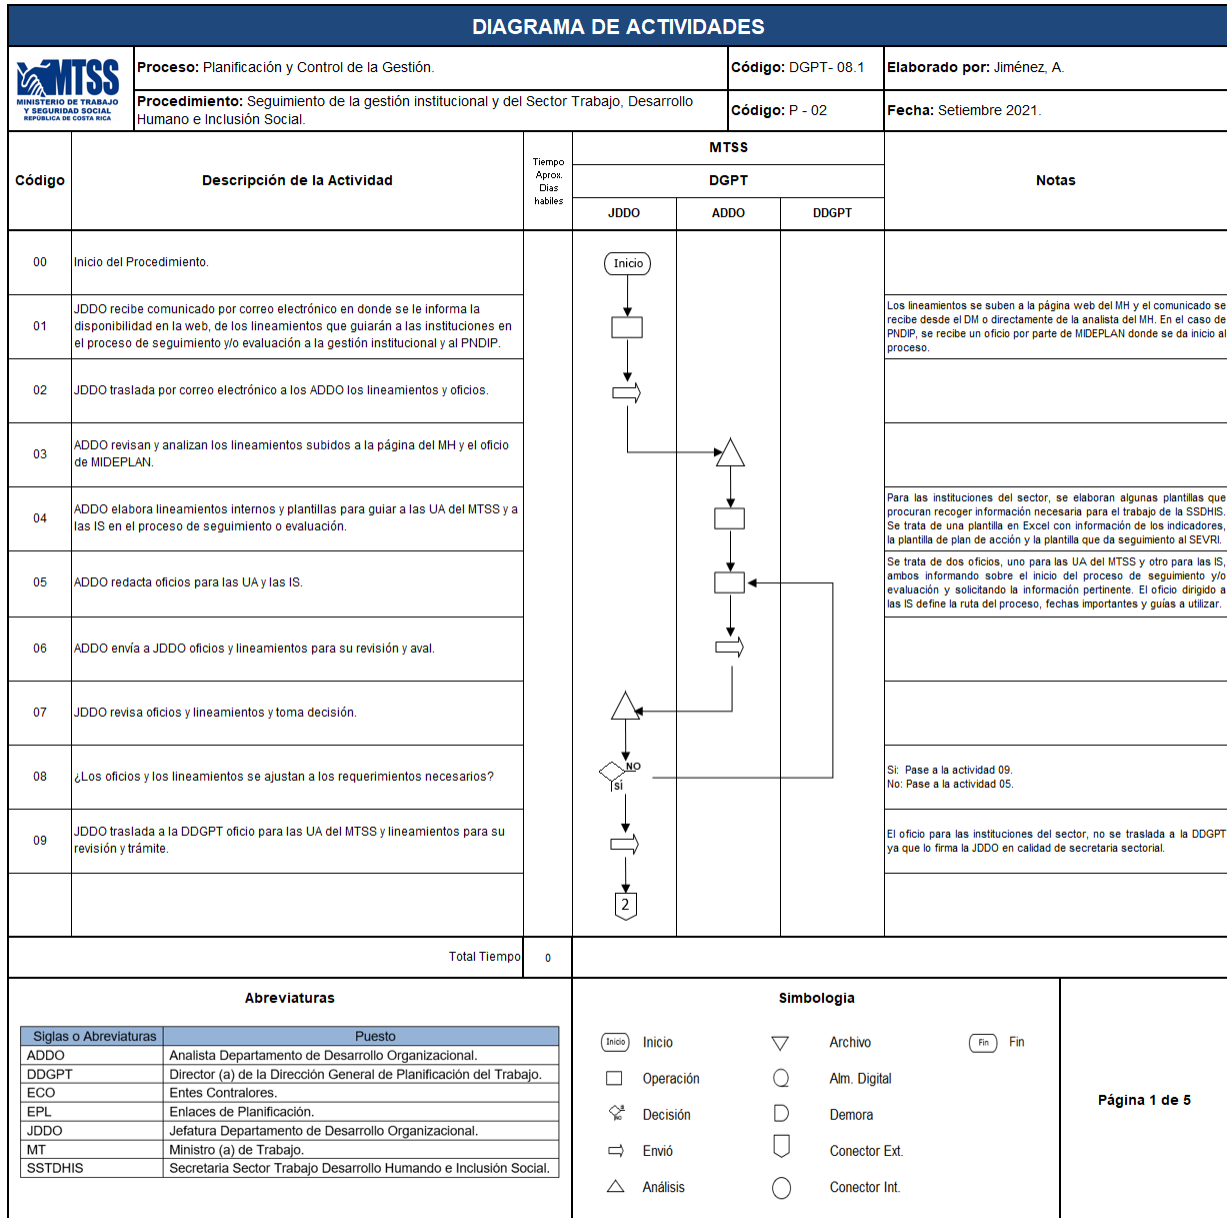 DIAGRAMA DE ACTIVIDADES
MTSS
MINISTERIO DE TRABAJO
Y SEGURIDAD SOCIAL
REPÚBLICA DE COSTA RICA
Proceso: Planificación y Control de la Gestión.
Código: DGPT- 08.1
Elaborado por: Jiménez, A.
Procedimiento: Seguimiento de la gestión institucional y del Sector Trabajo, Desarrollo
Humano e Inclusión Social.
Código: P - 02
Fecha: Setiembre 2021.
Código
Descripción de la Actividad
Tiempo
Aprox.
Dias
habiles
MTSS
DGPT
JDDO
ADDO
DDGPT
Notas
00
Inicio del Procedimiento.
Inicio
01
JDDO recibe comunicado por correo electrónico en donde se le informa la
disponibilidad en la web, de los lineamientos que guiarán a las instituciones en
el proceso de seguimiento y/o evaluación a la gestión institucional y al PNDIP.
Los lineamientos se suben a la página web del MH y el comunicado se
recibe desde el DM o directamente de la analista del MH. En el caso de
PNDIP, se recibe un oficio por parte de MIDEPLAN donde se da inicio al
proceso.
02
JDDO traslada por correo electrónico a los ADDO los lineamientos y oficios.
03
ADDO revisan y analizan los lineamientos subidos a la página del MH y el oficio
de MIDEPLAN.
04
ADDO elabora lineamientos internos y plantillas para guiar a las UA del MTSS y a
las IS en el proceso de seguimiento o evaluación.
Para las instituciones del sector, se elaboran algunas plantillas que
procuran recoger información necesaria para el trabajo de la SSDHIS.
Se trata de una plantilla en Excel con información de los indicadores,
la plantilla de plan de acción y la plantilla que da seguimiento al SEVRI.
05
ADDO redacta oficios para las UA y las IS.
Se trata de dos oficios, uno para las UA del MTSS y otro para las IS,
ambos informando sobre el inicio del proceso de seguimiento y/o
evaluación y solicitando la información pertinente. El oficio dirigido a
las IS define la ruta del proceso, fechas importantes y guías a utilizar.
06
ADDO envía a JDDO oficios y lineamientos para su revisión y aval.
07
JDDO revisa oficios y lineamientos y toma decisión.
08
¿Los oficios y los lineamientos se ajustan a los requerimientos necesarios?
NO
sí
Si: Pase a la actividad 09.
No: Pase a la actividad 05.
09
JDDO traslada a la DDGPT oficio para las UA del MTSS y lineamientos para su
revisión y trámite.
El oficio para las instituciones del sector, no se traslada a la DDGPT
ya que lo firma la JDDO en calidad de secretaria sectorial.
2
Total Tiempo
0
Abreviaturas
Siglas o Abreviaturas
Puesto
ADDO
Analista Departamento de Desarrollo Organizacional.
DDGPT
Director (a) de la Dirección General de Planificación del Trabajo.
ECO
Entes Contralores.
EPL
Enlaces de Planificación.
JDDO
Jefatura Departamento de Desarrollo Organizacional.
MT
Ministro (a) de Trabajo.
SSTDHIS
Secretaria Sector Trabajo Desarrollo Humando e Inclusión Social.
Simbologia
Inicio
Inicio
Archivo
Fin
Fin
Operación
Alm. Digital
Decisión
Demora
Envió
Conector Ext.
Análisis
Conector Int.
Página 1 de 5